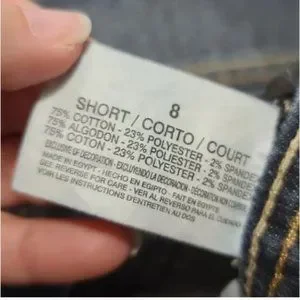 8
SHORT / CORTO / COURT
75% COTTON - 23% POLYESTER - 2% SPANDEX
75% ALGODON - 23% POLIESTER - 2% SPANDEX
75% COTON - 23% POLYESTER - 2% SPANDEX
EXCLUSIVE OF DECORATION - EXCLUYENDO LA DECORACION - DECORATION NON COMPRISE
MADE IN EGYPT - HECHO EN EGIPTO - FAIT EN EGYPTE
SEE REVERSE FOR CARE - VER AL REVERSO PARA EL CUIDADO
VOIR LES INSTRUCTIONS D'ENTRETIEN AU DOS